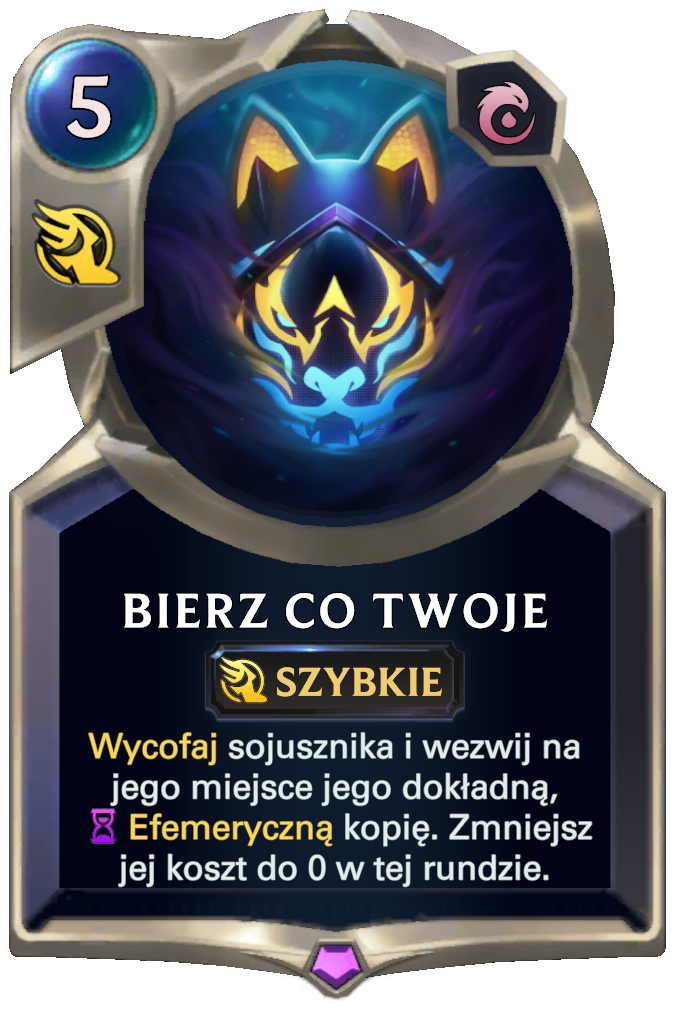 5
BIERZ CO TWOJE
SZYBKIE
Wycofaj sojusznika i wezwij na
jego miejsce jego dokładną,
Efemeryczną kopię. Zmniejsz
jej koszt do 0 w tej rundzie.